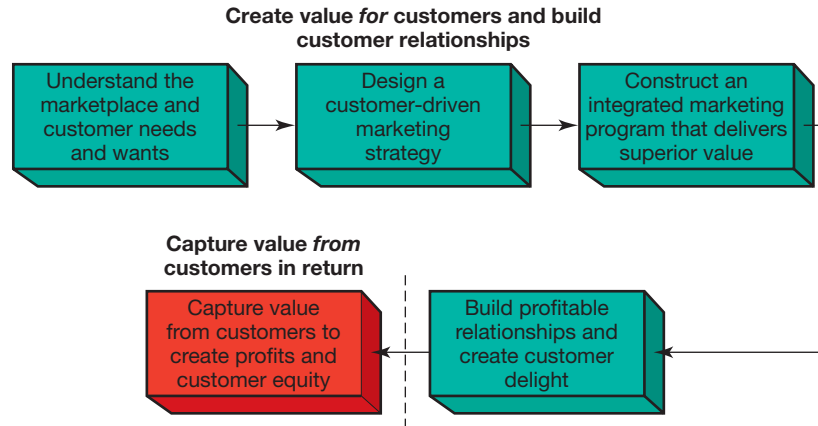 Create value for customers and build
customer relationships
Understand the
marketplace and
customer needs
and wants
Design a
customer-driven
marketing
strategy
Construct an
integrated marketing
program that delivers
superior value
Capture value from
customers in return
Capture value
from customers to
create profits and
customer equity
Build profitable
relationships and
create customer
delight